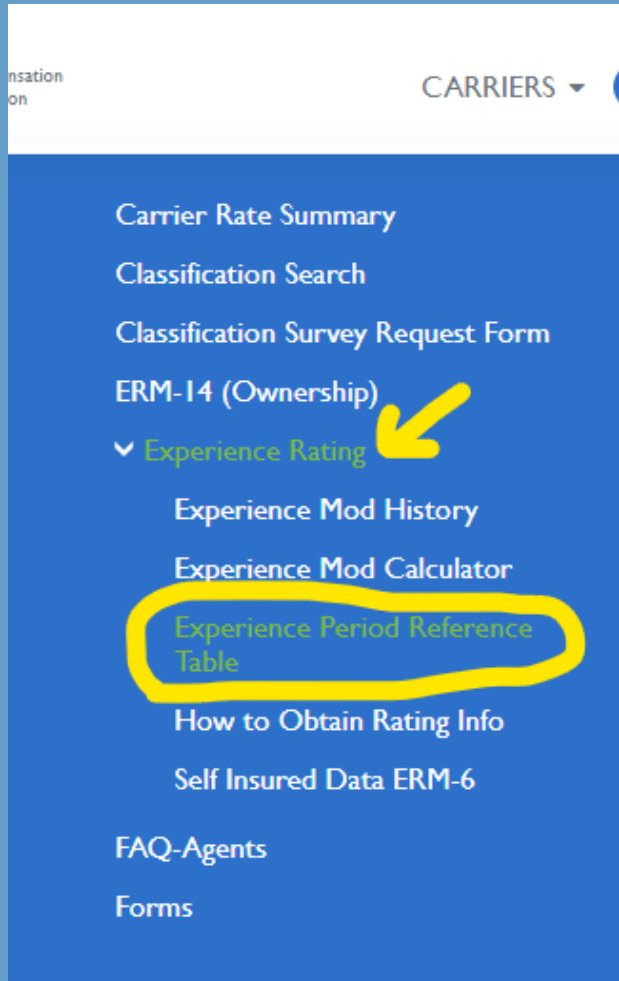 nsation
on
CARRIERS
Carrier Rate Summary
Classification Search
Classification Survey Request Form
ERM-14 (Ownership)
Experience Rating
Experience Mod History
Experience Mod Calculator
Experience Period Reference
Table
How to Obtain Rating Info
Self Insured Data ERM-6
FAQ-Agents
Forms